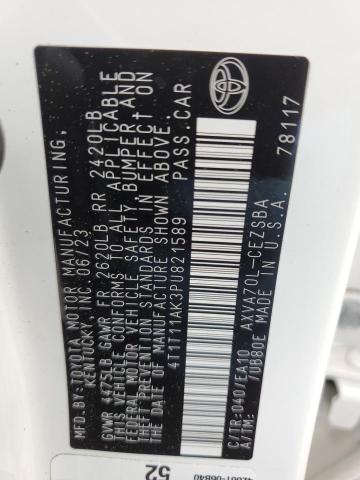 MFD. BY: TOYOTA MOTOR MANUFACTURING,
KENTUCKY, INC. 06/23
GVWR 4475LB GAWR FR 2620LB RR 2420LB
THIS VEHICLE CONFORMS TO ALL APPLICABLE
FEDERAL MOTOR VEHICLE SAFETY, BUMPER AND
THEFT PREVENTION STANDARDS IN EFFECT ON
THE DATE OF MANUFACTURE SHOWN ABOVE.
4T1T11AK3PU821589 PASS.CAR
C/TR:040/EA10 AXVA70L-CEZSBA
A/TM: /UB80E MADE IN U.S.A. 78117
52